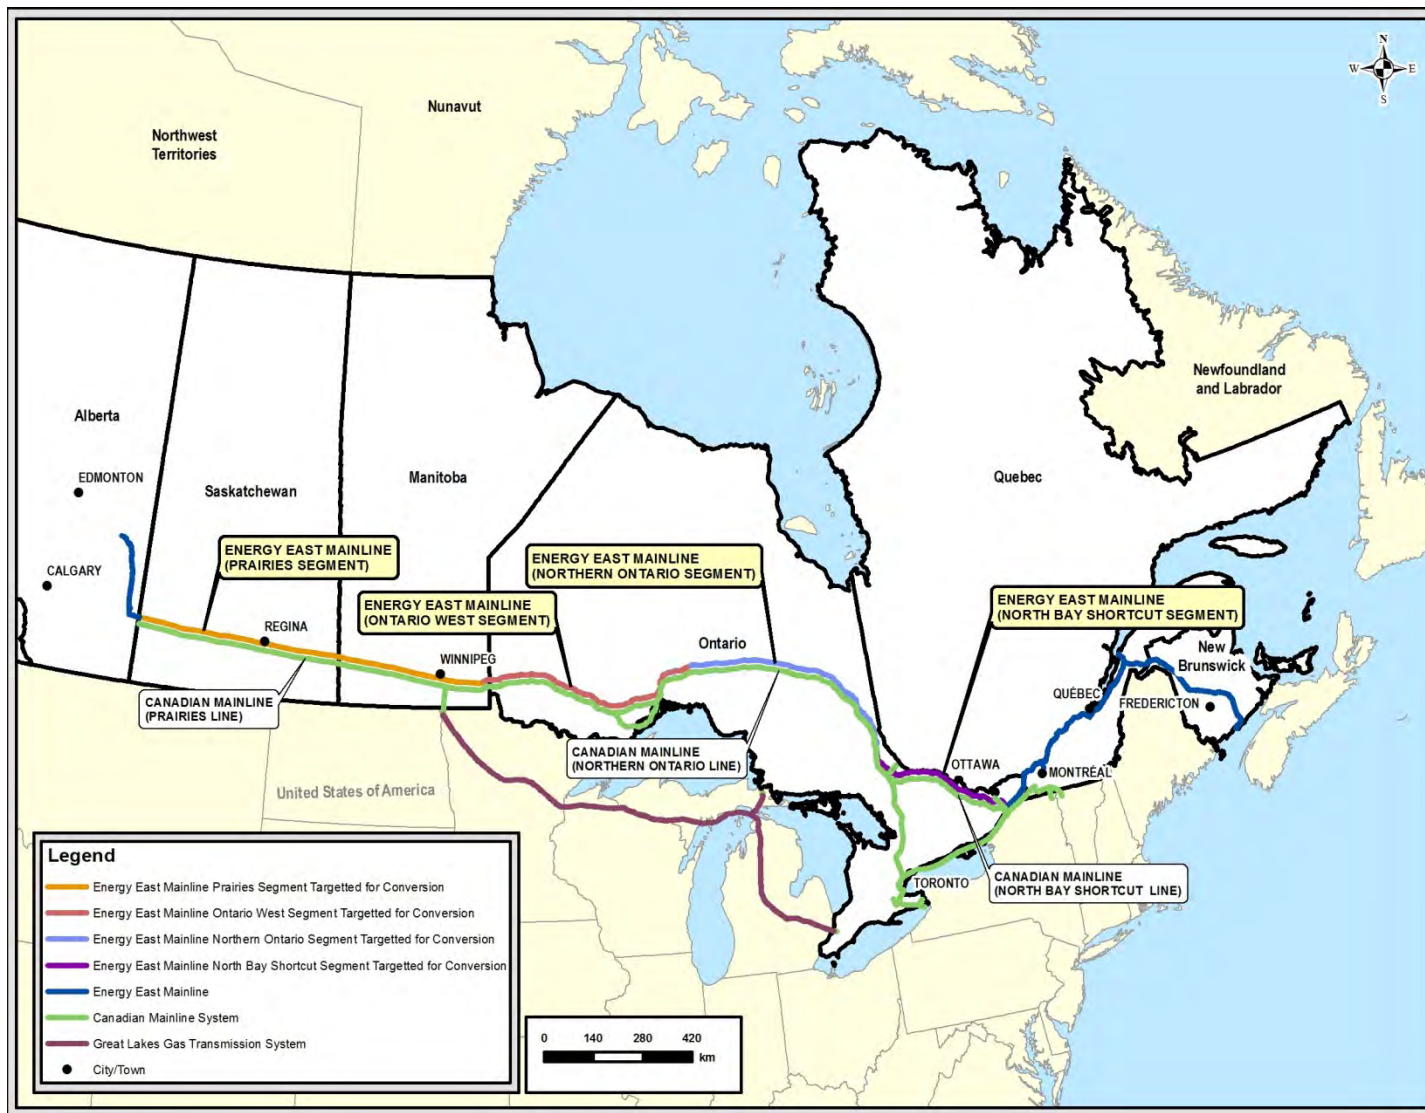 N
W
E
S
Nunavut
Northwest
Territories
Newfoundland
and Labrador
Alberta
EDMONTON
Saskatchewan
Manitoba
Quebec
CALGARY
ENERGY EAST MAINLINE
(PRAIRIES SEGMENT)
ENERGY EAST MAINLINE
(NORTHERN ONTARIO SEGMENT)
ENERGY EAST MAINLINE
(ONTARIO WEST SEGMENT)
ENERGY EAST MAINLINE
(NORTH BAY SHORTCUT SEGMENT)
REGINA
WINNIPEG
Ontario
New
Brunswick
QUÉBEC
FREDERICTON
CANADIAN MAINLINE
(PRAIRIES LINE)
CANADIAN MAINLINE
(NORTHERN ONTARIO LINE)
OTTAWA
MONTRÉAL
United States of America
TORONTO
CANADIAN MAINLINE
(NORTH BAY SHORTCUT LINE)
Legend
Energy East Mainline Prairies Segment Targetted for Conversion
Energy East Mainline Ontario West Segment Targetted for Conversion
Energy East Mainline Northern Ontario Segment Targetted for Conversion
Energy East Mainline North Bay Shortcut Segment Targetted for Conversion
Energy East Mainline
Canadian Mainline System
Great Lakes Gas Transmission System
City/Town
0 140 280 420
km